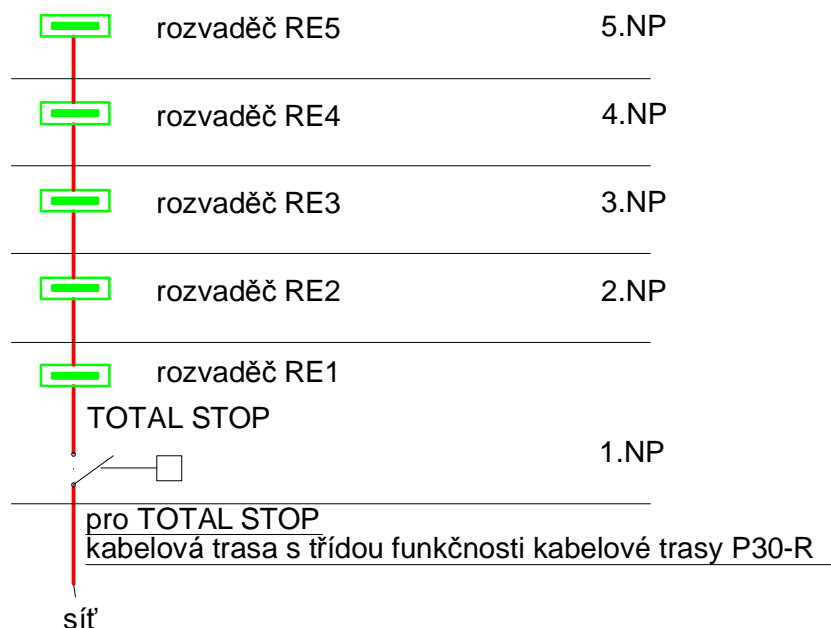 rozvaděč RE5 5.NP
rozvaděč RE4 4.NP
rozvaděč RE3 3.NP
rozvaděč RE2 2.NP
rozvaděč RE1
TOTAL STOP
1.NP
pro TOTAL STOP
kabelová trasa s třídou funkčnosti kabelové trasy P30-R
síť